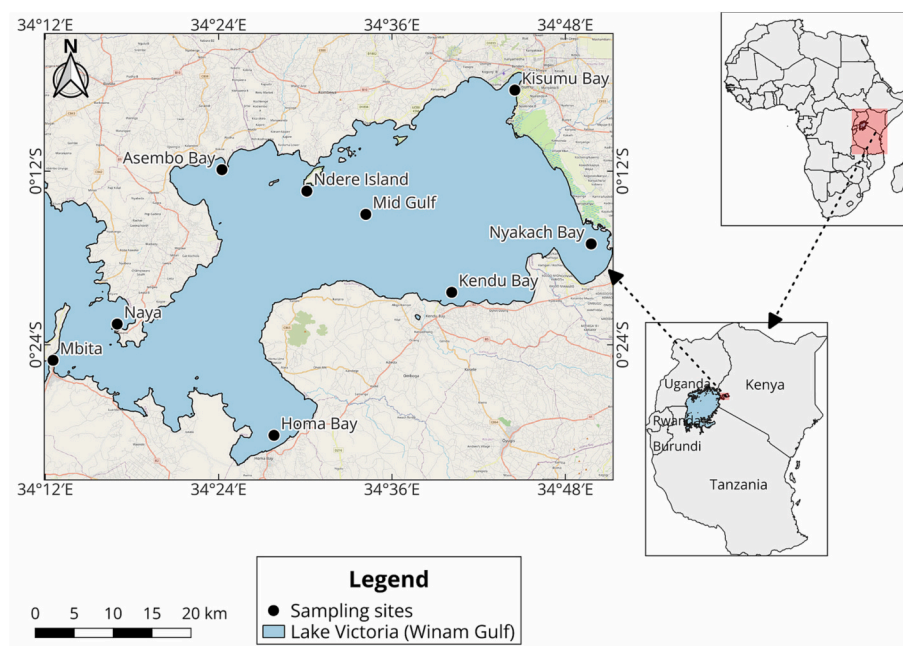 34°12′E 34°24′E 34°36′E 34°48′E
N
Kisumu Bay
Asembo Bay
0°12′S
0°12′S
Ndere Island
Mid Gulf
Nyakach Bay
Kendu Bay
Naya
0°24′S
0°24′S
Mbita
Homa Bay
34°12′E 34°24′E 34°36′E 34°48′E
Uganda
Kenya
Rwanda
Burundi
Tanzania
Legend
Sampling sites
Lake Victoria (Winam Gulf)
0 5 10 15 20 km